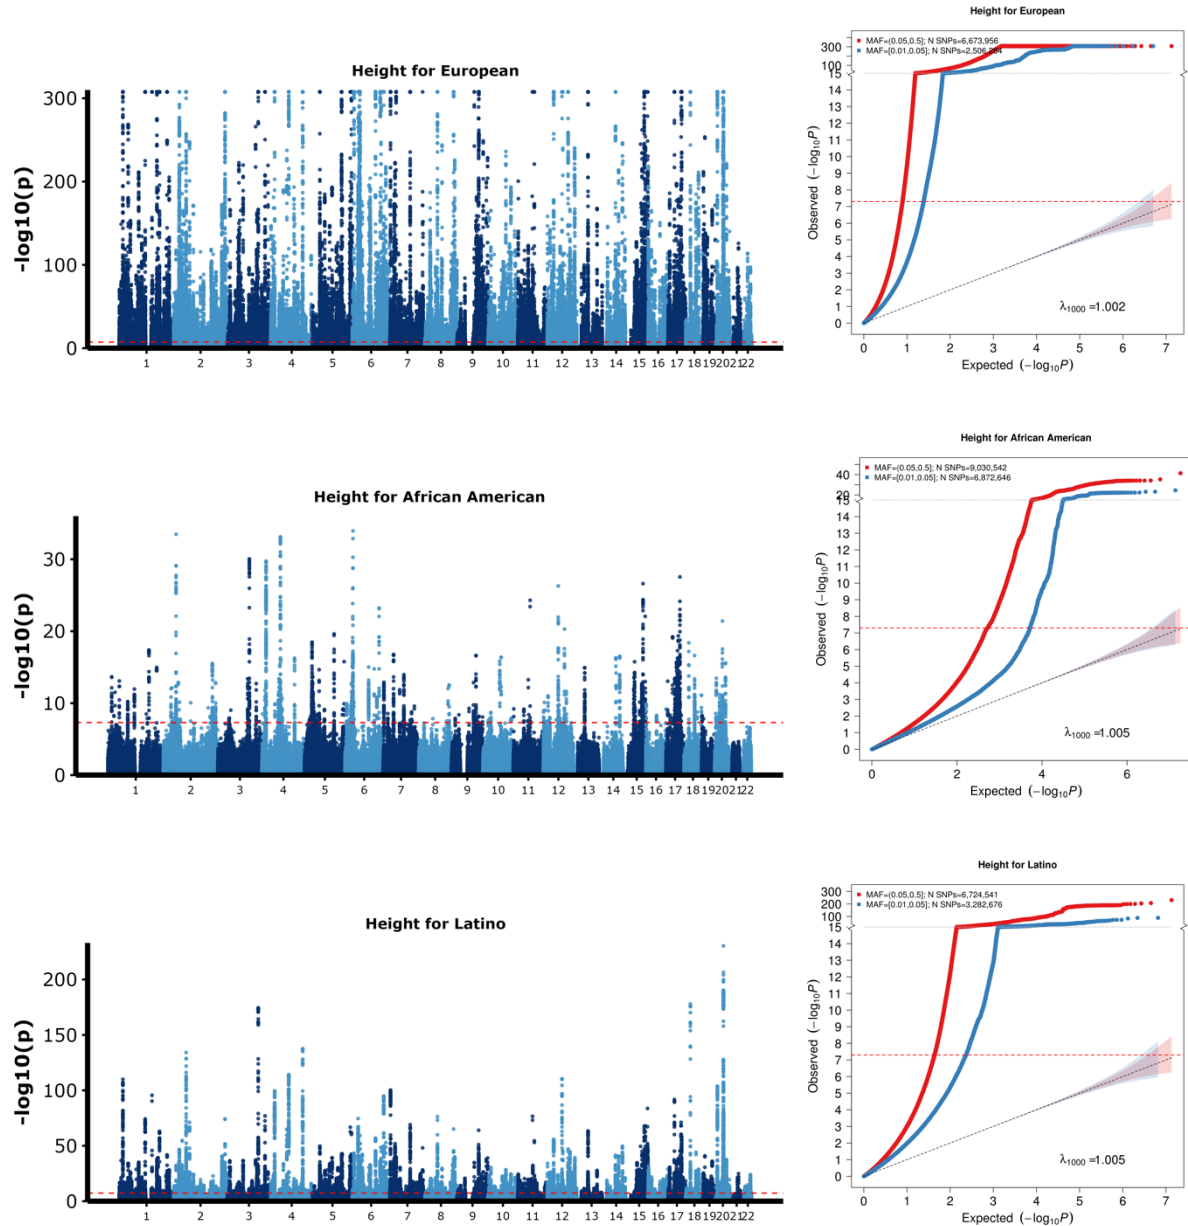 Height for European
-log10(p)
300
200
100
0
1 2 3 4 5 6 7 8 9 10 11 12 13 14 15 16 17 18 19 20 21 22
Height for European
MAF=(0.05,0.5]; N SNPs=6,673,956
MAF=[0.01,0.05]; N SNPs=2,506,284
Observed (−log10P)
300
100
15
14
13
12
11
10
9
8
7
6
5
4
3
2
1
0
λ1000 =1.002
0 1 2 3 4 5 6 7
Expected (−log10P)
Height for African American
-log10(p)
30
20
10
0
1 2 3 4 5 6 7 8 9 10 11 12 13 14 15 16 17 18 19 20 21 22
Height for African American
MAF=(0.05,0.5]; N SNPs=9,030,542
MAF=[0.01,0.05]; N SNPs=6,872,646
Observed (−log10P)
40
20
15
14
13
12
11
10
9
8
7
6
5
4
3
2
1
0
λ1000 =1.005
0 2 4 6
Expected (−log10P)
Height for Latino
-log10(p)
200
150
100
50
0
1 2 3 4 5 6 7 8 9 10 11 12 13 14 15 16 17 18 19 20 21 22
Height for Latino
MAF=(0.05,0.5]; N SNPs=6,724,541
MAF=[0.01,0.05]; N SNPs=3,282,676
Observed (−log10P)
300
200
100
15
14
13
12
11
10
9
8
7
6
5
4
3
2
1
0
λ1000 =1.005
0 1 2 3 4 5 6 7
Expected (−log10P)